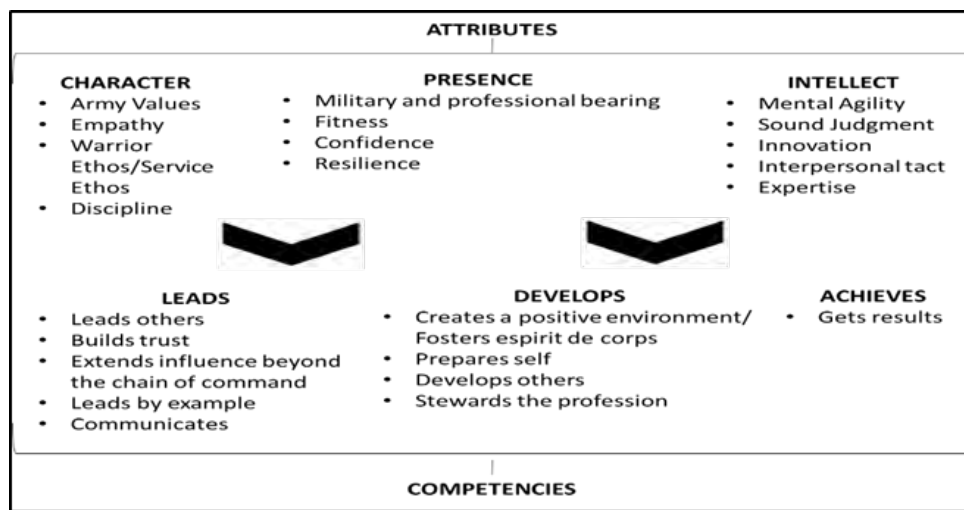 ATTRIBUTES
CHARACTER
• Army Values
• Empathy
• Warrior
Ethos/Service
Ethos
• Discipline
PRESENCE
• Military and professional bearing
• Fitness
• Confidence
• Resilience
INTELLECT
• Mental Agility
• Sound Judgment
• Innovation
• Interpersonal tact
• Expertise
LEADS
• Leads others
• Builds trust
• Extends influence beyond
the chain of command
• Leads by example
• Communicates
DEVELOPS
• Creates a positive environment/
Fosters espirit de corps
• Prepares self
• Develops others
• Stewards the profession
ACHIEVES
• Gets results
COMPETENCIES